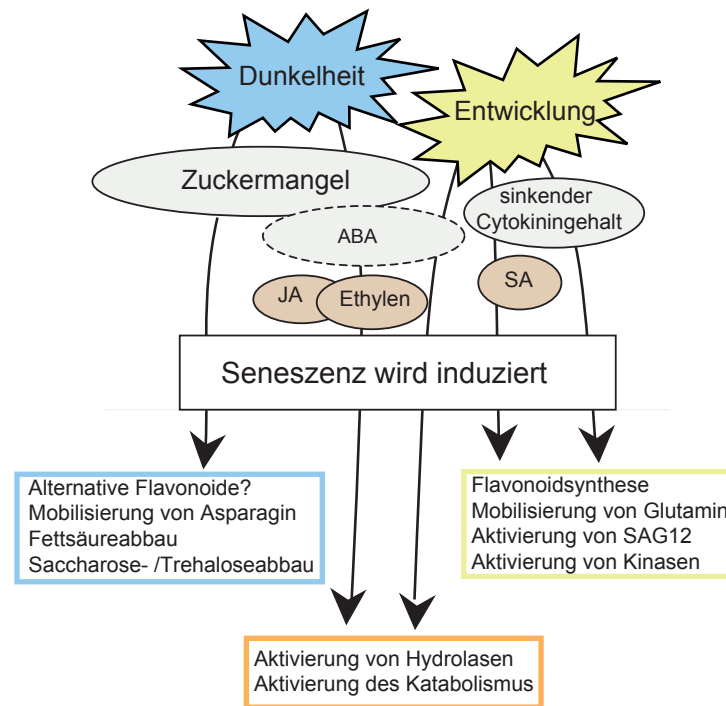 Dunkelheit
Entwicklung
Zuckermangel
sinkender
Cytokiningehalt
ABA
JA
Ethylen
SA
Seneszenz wird induziert
Alternative Flavonoide?
Mobilisierung von Asparagin
Fettsäureabbau
Saccharose- /Trehaloseabbau
Flavonoidsynthese
Mobilisierung von Glutamin
Aktivierung von SAG12
Aktivierung von Kinasen
Aktivierung von Hydrolasen
Aktivierung des Katabolismus